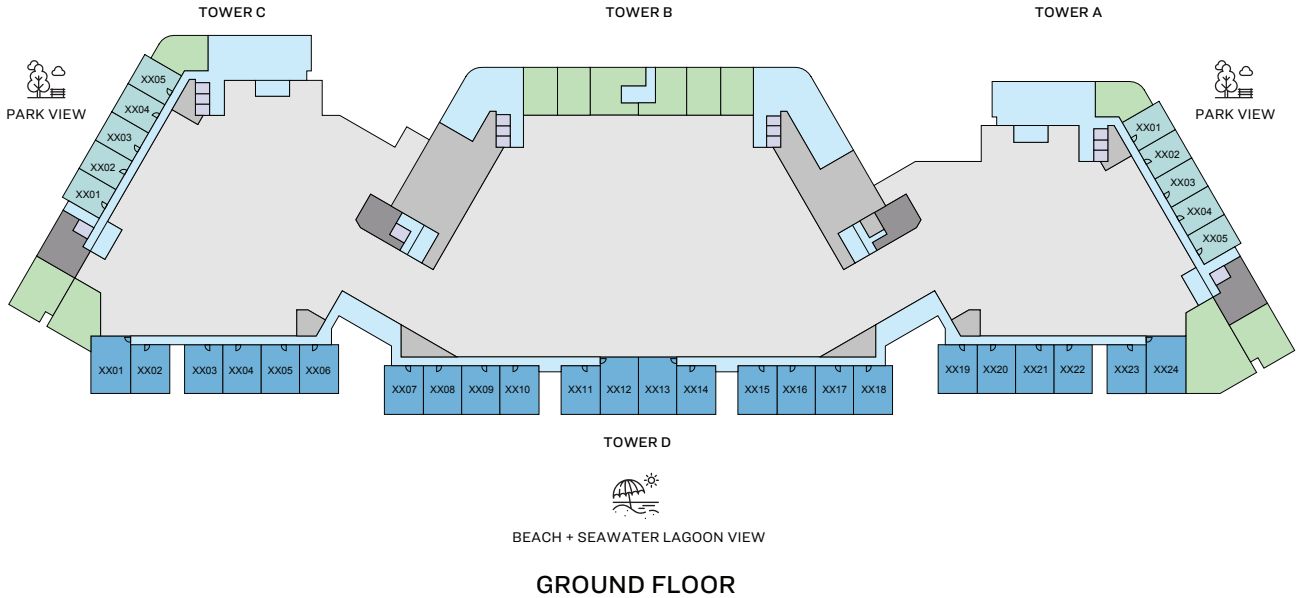 TOWER C
TOWER B
TOWER A
PARK VIEW
PARK VIEW
XX05
XX04
XX03
XX02
XX01
XX01
XX02
XX03
XX04
XX05
XX01
XX02
XX03
XX04
XX05
XX06
XX07
XX08
XX09
XX10
XX11
XX12
XX13
XX14
XX15
XX16
XX17
XX18
XX19
XX20
XX21
XX22
XX23
XX24
TOWER D
BEACH + SEAWATER LAGOON VIEW
GROUND FLOOR